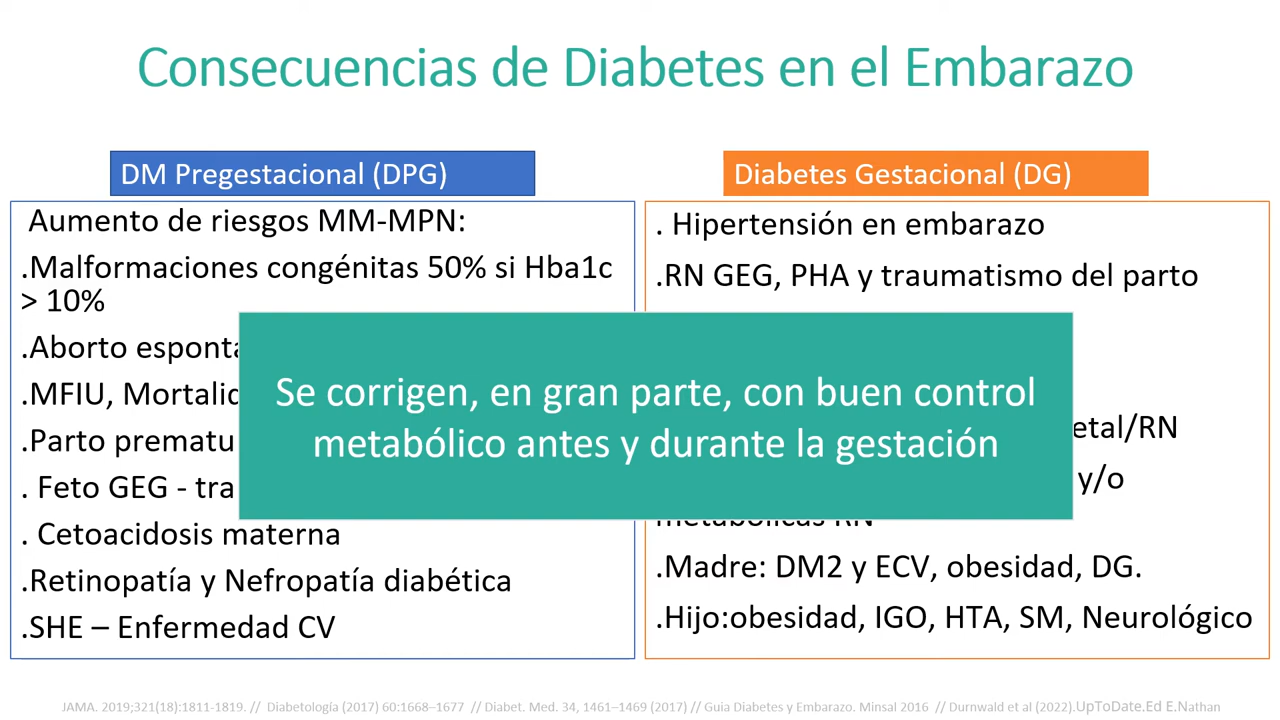 Consecuencias de Diabetes en el Embarazo
DM Pregestacional (DPG)
Aumento de riesgos MM-MPN:
.Malformaciones congénitas 50% si Hba1c
> 10%
.Aborto
.MFIU,
.Parto
. Feto GEG -
. Cetoacidosis materna
.Retinopatía y Nefropatía diabética
.SHE – Enfermedad CV
Diabetes Gestacional (DG)
. Hipertensión en embarazo
.RN GEG, PHA y traumatismo del parto
etal/RN
y/o
metabólicas RN
.Madre: DM2 y ECV, obesidad, DG.
.Hijo:obesidad, IGO, HTA, SM, Neurológico
Se corrigen, en gran parte, con buen control
metabólico antes y durante la gestación
JAMA. 2019;321(18):1811-1819. // Diabetología (2017) 60:1668–1677 // Diabet. Med. 34, 1461–1469 (2017) // Guia Diabetes y Embarazo. Minsal 2016 // Durnwald et al (2022).UpToDate.Ed E.Nathan